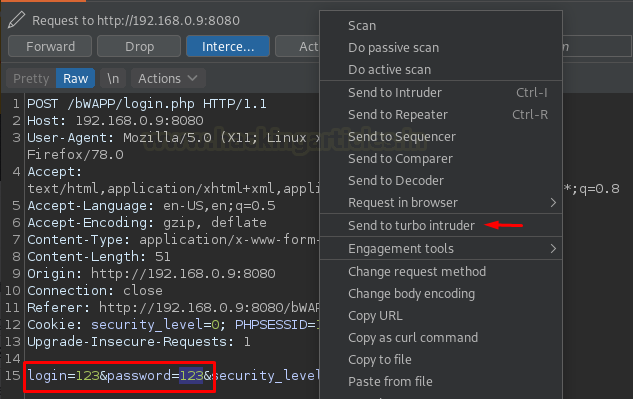 Request to http://192.168.0.9:8080
Forward Drop Interce... Act
Pretty Raw \n Actions
1 POST /bWAPP/login.php HTTP/1.1
2 Host: 192.168.0.9:8080
3 User-Agent: Mozilla/5.0 (X11; Linux
Firefox/78.0
4 Accept:
text/html,application/xhtml+xml,applic *;q=0.8
5 Accept-Language: en-US,en;q=0.5
6 Accept-Encoding: gzip, deflate
7 Content-Type: application/x-www-form-
8 Content-Length: 51
9 Origin: http://192.168.0.9:8080
10 Connection: close
11 Referer: http://192.168.0.9:8080/bWAP
12 Cookie: security_level=0; PHPSESSID=
13 Upgrade-Insecure-Requests: 1
14
15 login=123&password=123&security_level
Scan
Do passive scan
Do active scan
Send to Intruder Ctrl-I
Send to Repeater Ctrl-R
Send to Sequencer
Send to Comparer
Send to Decoder
Request in browser
Send to turbo intruder
Engagement tools
Change request method
Change body encoding
Copy URL
Copy as curl command
Copy to file
Paste from file